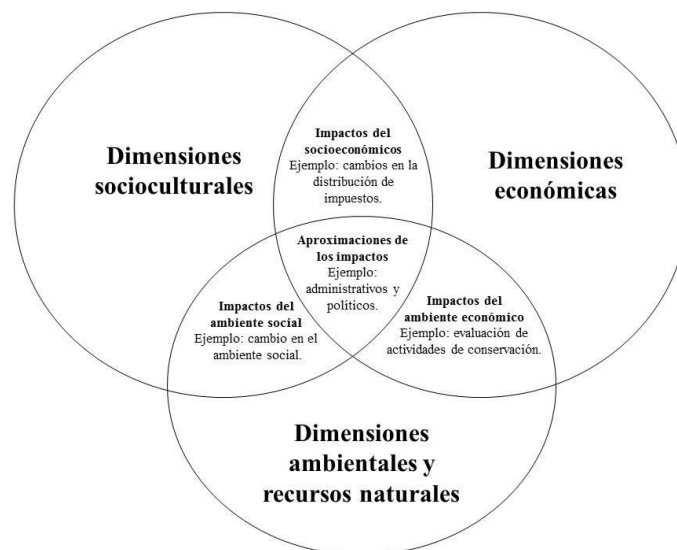 Impactos del
socioeconómicos
Ejemplo: cambios en la
distribución de
impuestos.
Dimensiones
socioculturales
Dimensiones
económicas
Aproximaciones de
los impactos
Ejemplo:
administrativos y
políticos.
Impactos del
ambiente social
Ejemplo: cambio en el
ambiente social.
Impactos del
ambiente económico
Ejemplo: evaluación de
actividades de conservación.
Dimensiones
ambientales y
recursos naturales